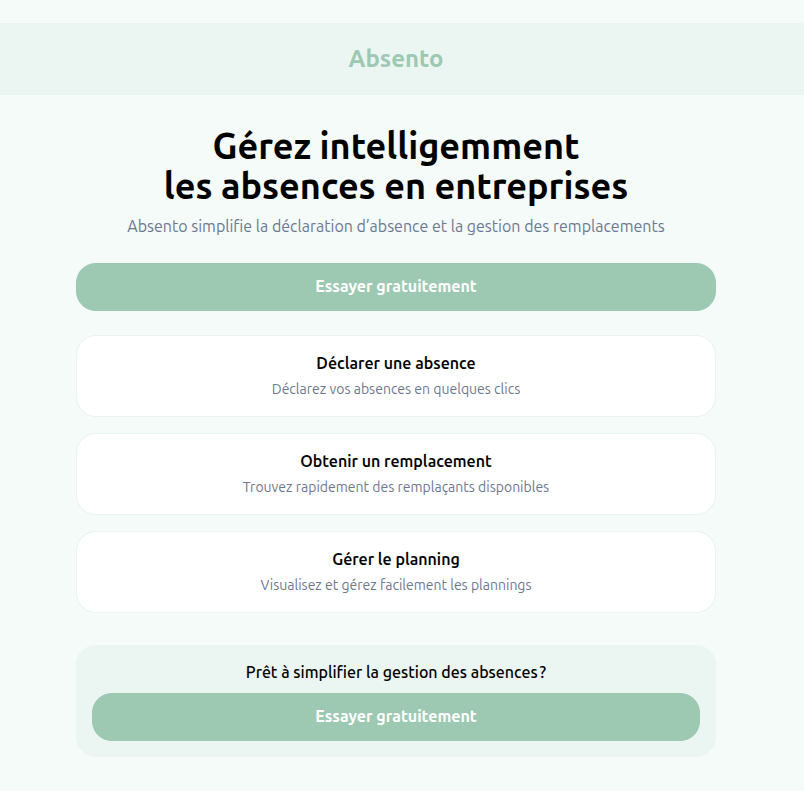 Absento
Gérez intelligemment
les absences en entreprises
Absento simplifie la déclaration d’absence et la gestion des remplacements
Essayer gratuitement
Déclarer une absence
Déclarez vos absences en quelques clics
Obtenir un remplacement
Trouvez rapidement des remplaçants disponibles
Gérer le planning
Visualisez et gérez facilement les plannings
Prêt à simplifier la gestion des absences ?
Essayer gratuitement